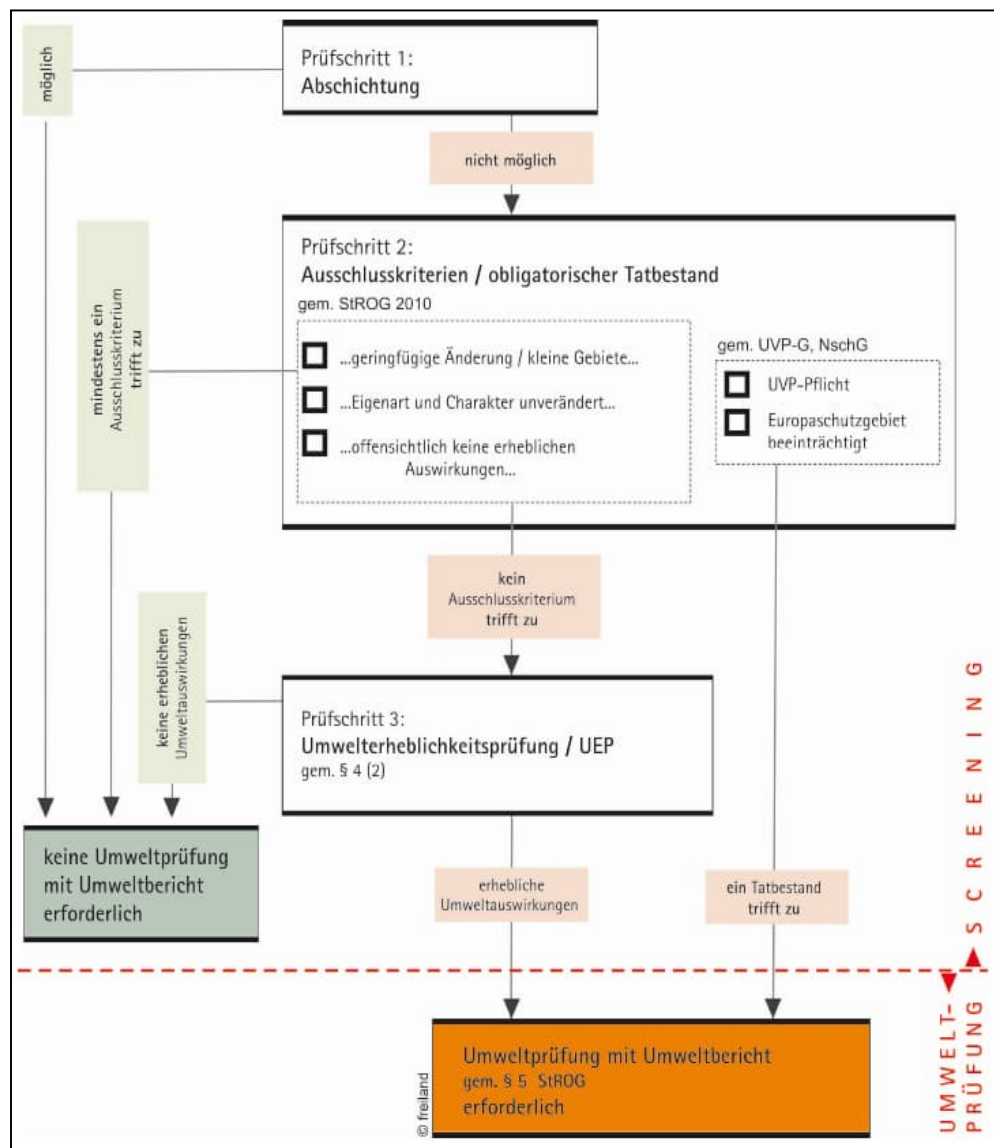 möglich
Prüfschritt 1:
Abschichtung
nicht möglich
Prüfschritt 2:
Ausschlusskriterien / obligatorischer Tatbestand
gem. StROG 2010
...geringfügige Änderung / kleine Gebiete...
...Eigenart und Charakter unverändert...
...offensichtlich keine erheblichen
Auswirkungen...
gem. UVP-G, NschG
UVP-Pflicht
Europaschutzgebiet
beeinträchtigt
mindestens ein
Ausschlusskriterium
trifft zu
kein
Ausschlusskriterium
trifft zu
keine erheblichen
Umweltauswirkungen
Prüfschritt 3:
Umwelterheblichkeitsprüfung / UEP
gem. § 4 (2)
keine Umweltprüfung
mit Umweltbericht
erforderlich
erhebliche
Umweltauswirkungen
ein Tatbestand
trifft zu
SCREENING
UMWELT-
PRÜFUNG
Umweltprüfung mit Umweltbericht
gem. § 5 StROG
erforderlich
© freiland